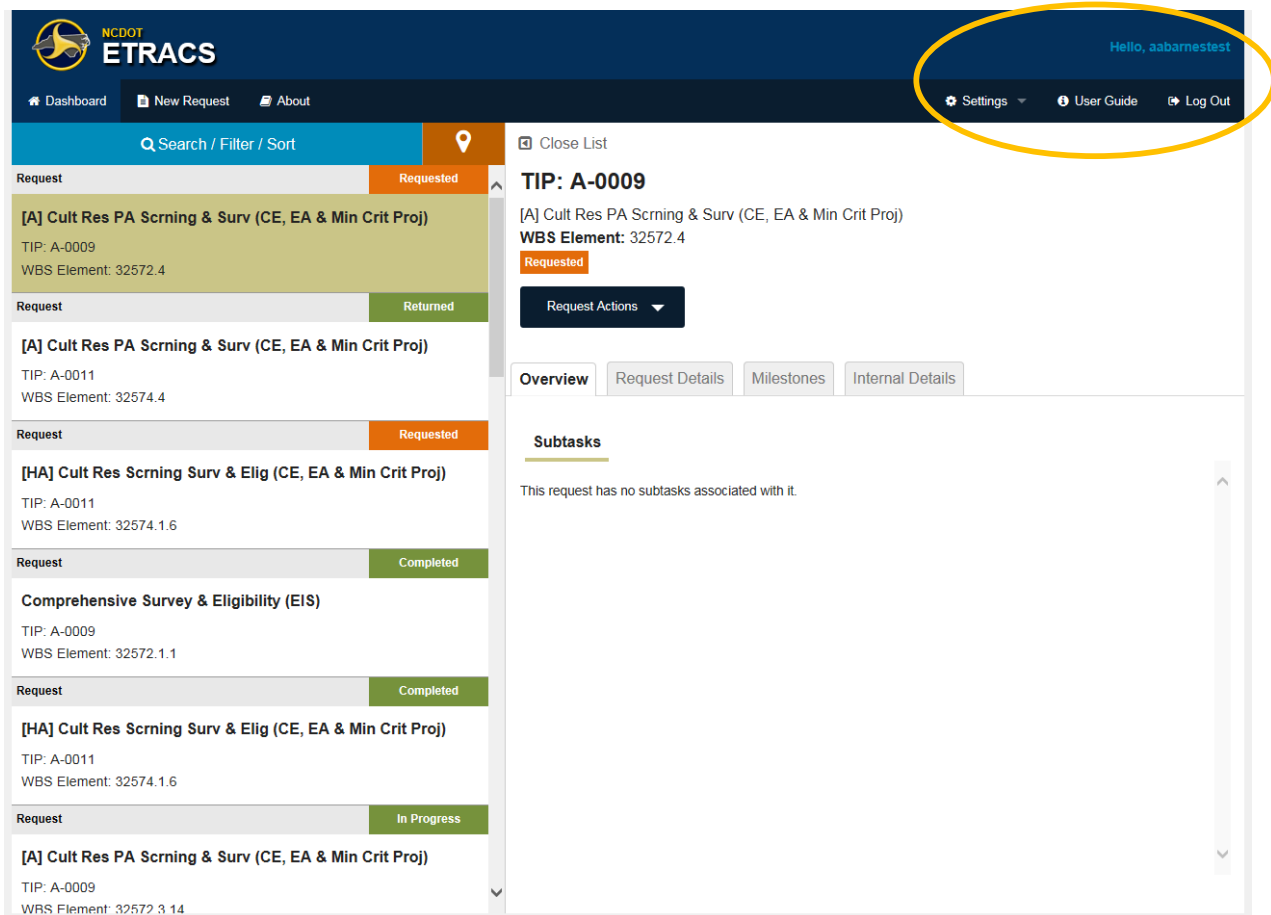 NCDOT
ETRACS
Hello, aabarnestest
Dashboard
New Request
About
Settings
User Guide
Log Out
Search / Filter / Sort
Request
Requested
[A] Cult Res PA Scrning & Surv (CE, EA & Min Crit Proj)
TIP: A-0009
WBS Element: 32572.4
Request
Returned
[A] Cult Res PA Scrning & Surv (CE, EA & Min Crit Proj)
TIP: A-0011
WBS Element: 32574.4
Request
Requested
[HA] Cult Res Scrning Surv & Elig (CE, EA & Min Crit Proj)
TIP: A-0011
WBS Element: 32574.1.6
Request
Completed
Comprehensive Survey & Eligibility (EIS)
TIP: A-0009
WBS Element: 32572.1.1
Request
Completed
[HA] Cult Res Scrning Surv & Elig (CE, EA & Min Crit Proj)
TIP: A-0011
WBS Element: 32574.1.6
Request
In Progress
[A] Cult Res PA Scrning & Surv (CE, EA & Min Crit Proj)
TIP: A-0009
WBS Element: 32572.3.14
Close List
TIP: A-0009
[A] Cult Res PA Scrning & Surv (CE, EA & Min Crit Proj)
WBS Element: 32572.4
Requested
Request Actions
Overview
Request Details
Milestones
Internal Details
Subtasks
This request has no subtasks associated with it.